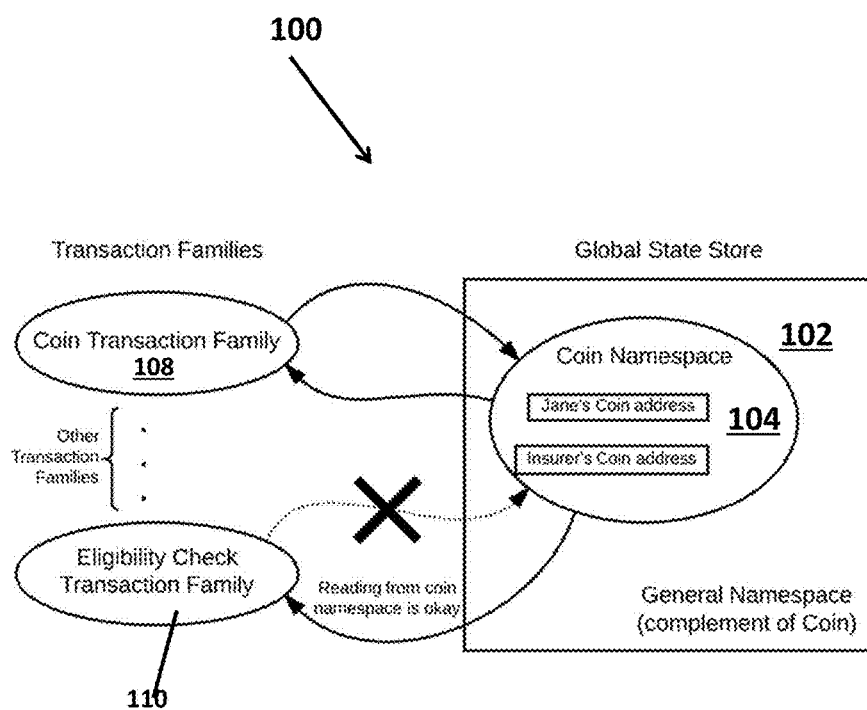 100
Transaction Families
Global State Store
Coin Transaction Family
108
Coin Namespace
102
Jane's Coin address
104
Insurer's Coin address
Other
Transaction
Families
Eligibility Check
Transaction Family
Reading from coin
namespace is okay
General Namespace
(complement of Coin)
110